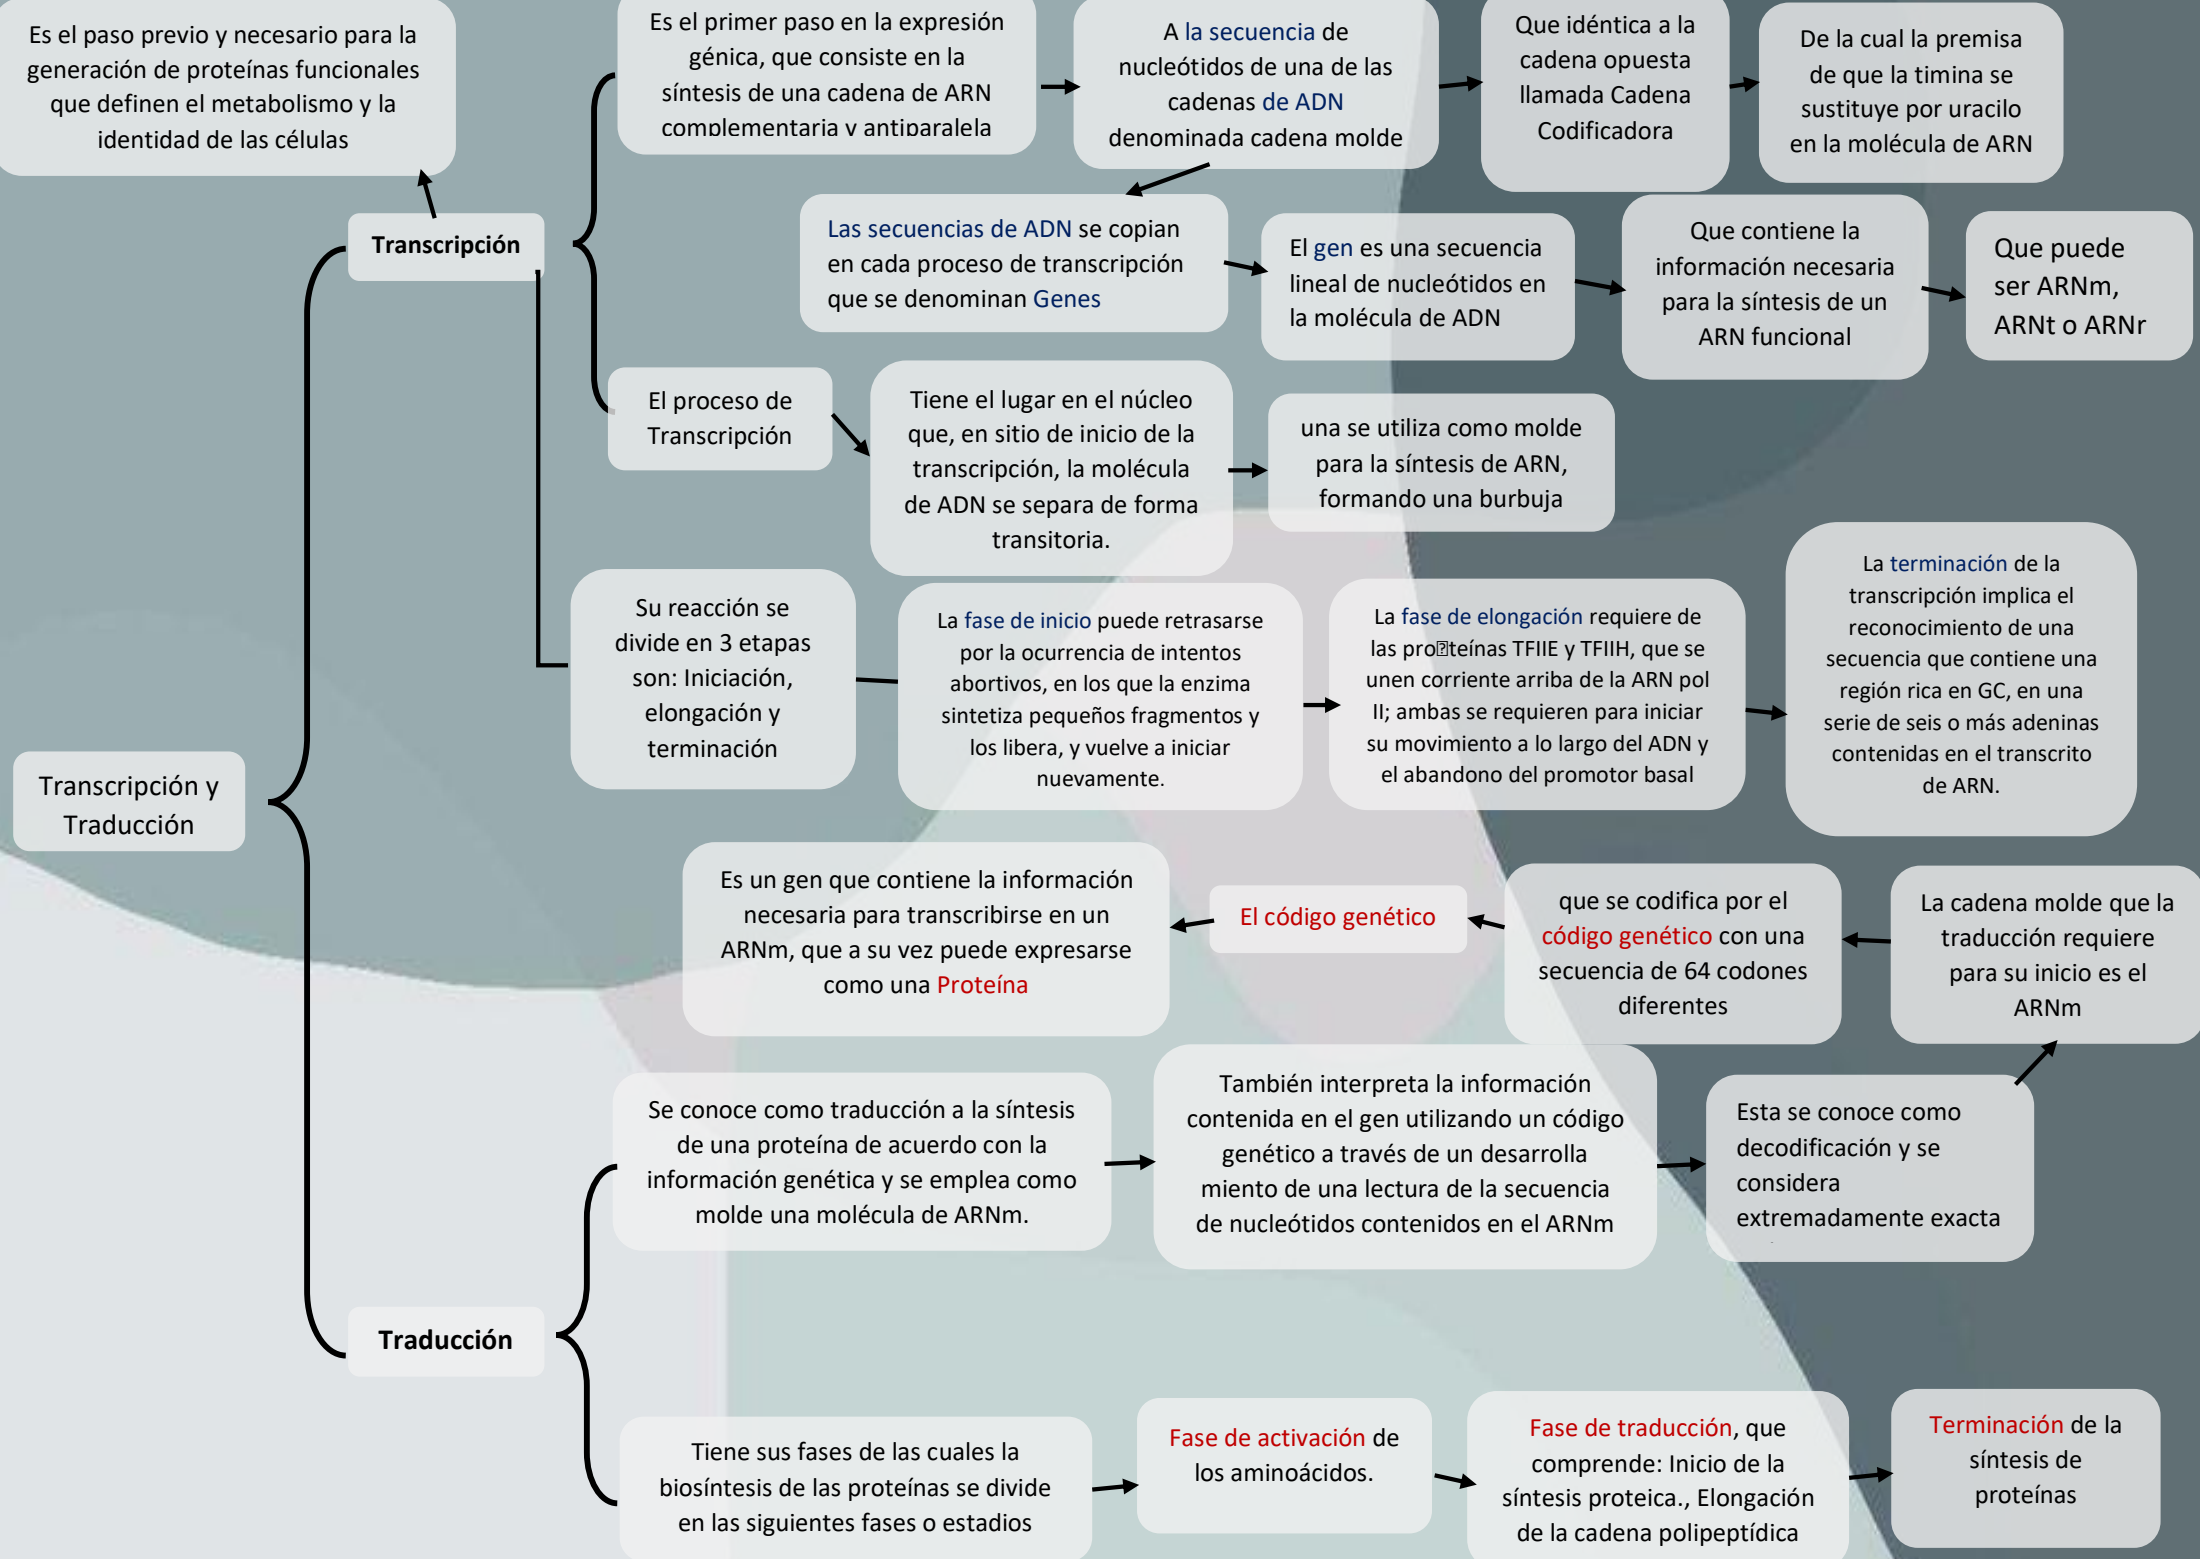 Es el paso previo y necesario para la
generación de proteínas funcionales
que definen el metabolismo y la
identidad de las células
Es el primer paso en la expresión
génica, que consiste en la
síntesis de una cadena de ARN
complementaria y antiparalela
A la secuencia de
nucleótidos de una de las
cadenas de ADN
denominada cadena molde
Que idéntica a la
cadena opuesta
llamada Cadena
Codificadora
De la cual la premisa
de que la timina se
sustituye por uracilo
en la molécula de ARN
Transcripción
Las secuencias de ADN se copian
en cada proceso de transcripción
que se denominan Genes
El gen es una secuencia
lineal de nucleótidos en
la molécula de ADN
Que contiene la
información necesaria
para la síntesis de un
ARN funcional
Que puede
ser ARNm,
ARNt o ARNr
El proceso de
Transcripción
Tiene el lugar en el núcleo
que, en sitio de inicio de la
transcripción, la molécula
de ADN se separa de forma
transitoria.
una se utiliza como molde
para la síntesis de ARN,
formando una burbuja
Su reacción se
divide en 3 etapas
son: Iniciación,
elongación y
terminación
La fase de inicio puede retrasarse
por la ocurrencia de intentos
abortivos, en los que la enzima
sintetiza pequeños fragmentos y
los libera, y vuelve a iniciar
nuevamente.
La fase de elongación requiere de
las pro�teínas TFIIE y TFIIH, que se
unen corriente arriba de la ARN pol
II; ambas se requieren para iniciar
su movimiento a lo largo del ADN y
el abandono del promotor basal
La terminación de la
transcripción implica el
reconocimiento de una
secuencia que contiene una
región rica en GC, en una
serie de seis o más adeninas
contenidas en el transcrito
de ARN.
Transcripción y
Traducción
Es un gen que contiene la información
necesaria para transcribirse en un
ARNm, que a su vez puede expresarse
como una Proteína
El código genético
que se codifica por el
código genético con una
secuencia de 64 codones
diferentes
La cadena molde que la
traducción requiere
para su inicio es el
ARNm
Se conoce como traducción a la síntesis
de una proteína de acuerdo con la
información genética y se emplea como
molde una molécula de ARNm.
También interpreta la información
contenida en el gen utilizando un código
genético a través de un desarrolla
miento de una lectura de la secuencia
de nucleótidos contenidos en el ARNm
Esta se conoce como
decodificación y se
considera
extremadamente exacta
Traducción
Tiene sus fases de las cuales la
biosíntesis de las proteínas se divide
en las siguientes fases o estadios
Fase de activación de
los aminoácidos.
Fase de traducción, que
comprende: Inicio de la
síntesis proteica., Elongación
de la cadena polipeptídica
Terminación de la
síntesis de
proteínas